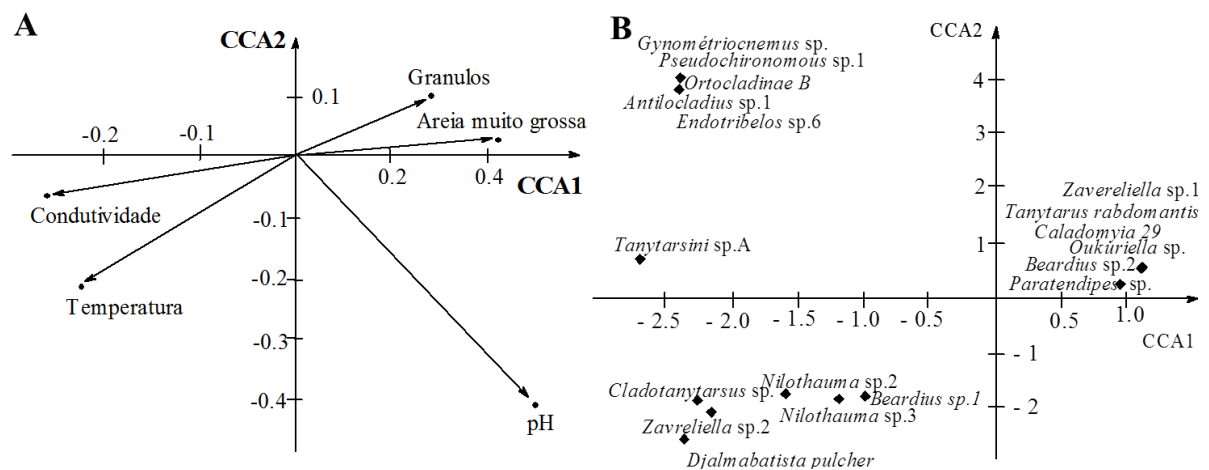 A
CCA2
Granulos
0.1
Areia muito grossa
-0.2
-0.1
0.2
0.4
CCA1
Condutividade
-0.1
-0.2
Temperatura
-0.3
-0.4
pH
B
CCA2
Gynométriocnemus sp.
Pseudochironomous sp.1
4
Ortocladinae B
Antilocladius sp.1
Endotribelos sp.6
3
2
Zavereliella sp.1
Tanytarus rabdomantis
Caladomyia 29
1
Tanytarsini sp.A
Oukuriella sp.
Beardius sp.2
Paratendipes sp.
- 2.5
- 2.0
- 1.5
- 1.0
- 0.5
0.5
1.0
CCA1
- 1
Cladotanytarsus sp.
Nilothauma sp.2
Beardius sp.1
- 2
Nilothauma sp.3
Zavreliella sp.2
Djalmabatista pulcher